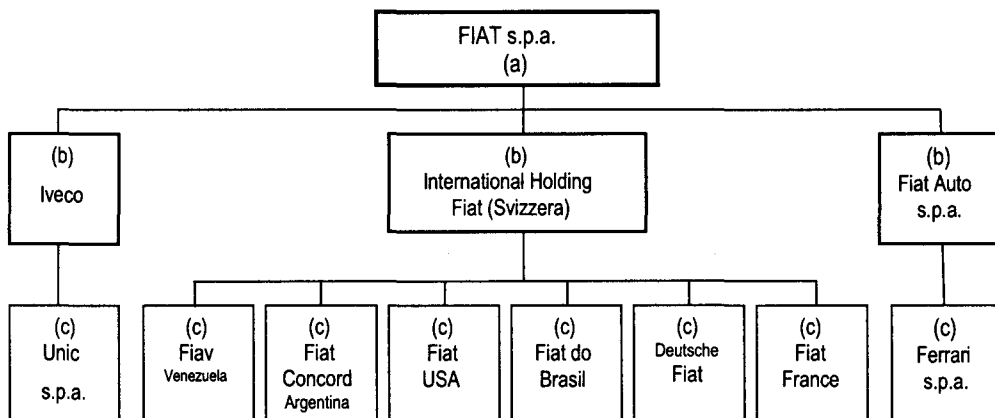 FIAT s.p.a.
(a)
(b)
Iveco
(b)
International Holding
Fiat (Svizzera)
(b)
Fiat Auto
s.p.a.
(c)
Unic
s.p.a.
(c)
Fiav
Venezuela
(c)
Fiat
Concord
Argentina
(c)
Fiat
USA
(c)
Fiat do
Brasil
(c)
Deutsche
Fiat
(c)
Fiat
France
(c)
Ferrari
s.p.a.